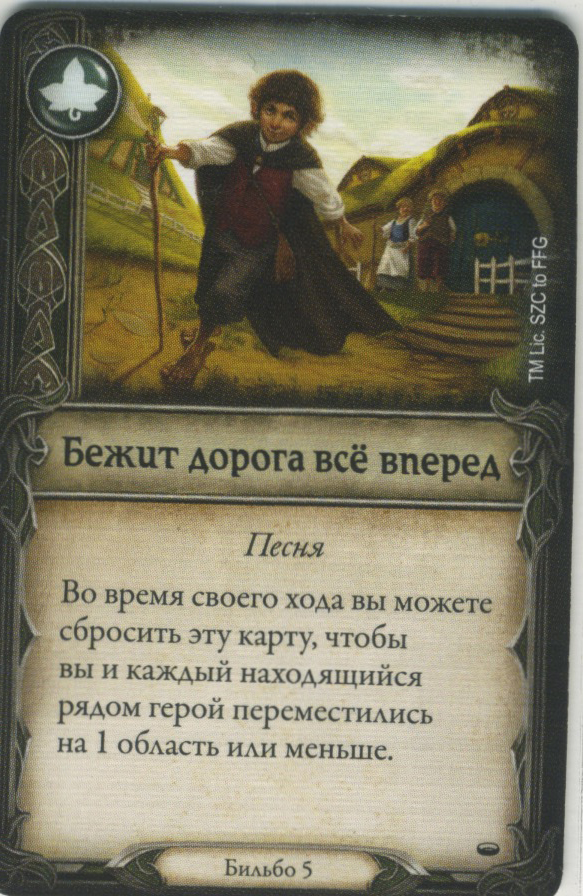 TM Lic. SZC to FFG
Бежит дорога всё вперед
Песня
Во время своего хода вы можете
сбросить эту карту, чтобы
вы и каждый находящийся
рядом герой переместились
на 1 область или меньше.
Бильбо 5